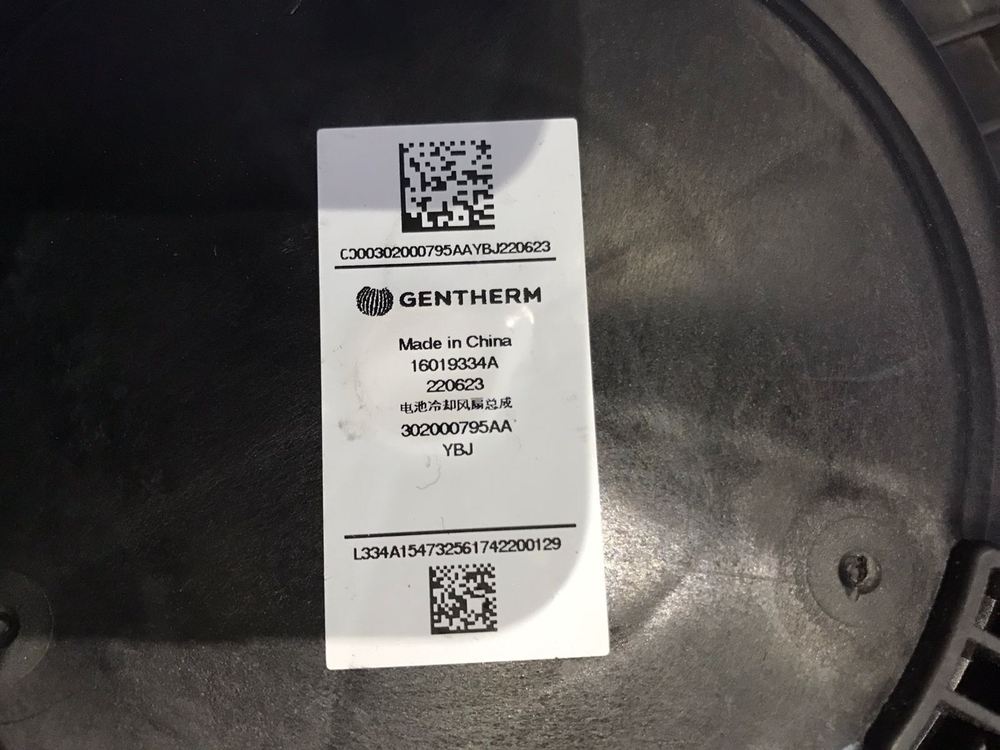 C000302000795AAYBJ220623
GENTHERM
Made in China
16019334A
220623
电池冷却风扇总成
302000795AA
YBJ
L334A154732561742200129